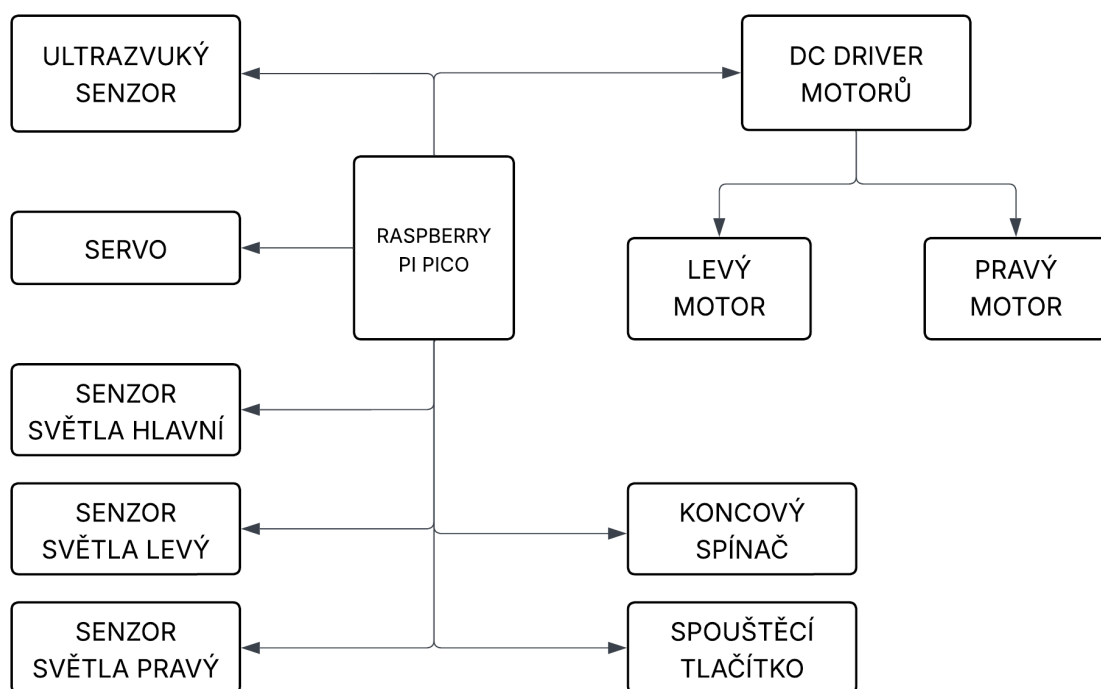 ULTRAZVUKÝ
SENZOR
DC DRIVER
MOTORŮ
RASPBERRY
PI PICO
SERVO
LEVÝ
MOTOR
PRAVÝ
MOTOR
SENZOR
SVĚTLA HLAVNÍ
SENZOR
SVĚTLA LEVÝ
KONCOVÝ
SPÍNAČ
SENZOR
SVĚTLA PRAVÝ
SPOUŠTĚCÍ
TLAČÍTKO